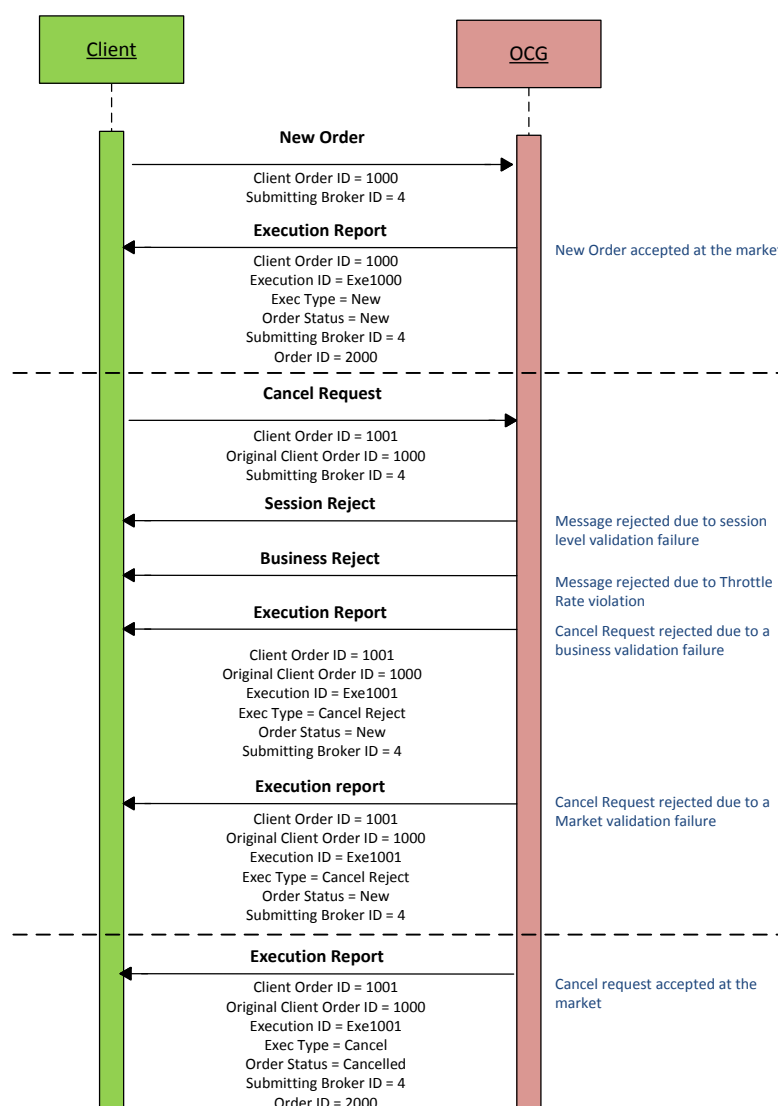 Client
OCG
New Order
Client Order ID = 1000
Submitting Broker ID = 4
Execution Report
New Order accepted at the market
Client Order ID = 1000
Execution ID = Exe1000
Exec Type = New
Order Status = New
Submitting Broker ID = 4
Order ID = 2000
Cancel Request
Client Order ID = 1001
Original Client Order ID = 1000
Submitting Broker ID = 4
Session Reject
Message rejected due to session
level validation failure
Business Reject
Message rejected due to Throttle
Rate violation
Execution Report
Cancel Request rejected due to a
business validation failure
Client Order ID = 1001
Original Client Order ID = 1000
Execution ID = Exe1001
Exec Type = Cancel Reject
Order Status = New
Submitting Broker ID = 4
Execution report
Cancel Request rejected due to a
Market validation failure
Client Order ID = 1001
Original Client Order ID = 1000
Execution ID = Exe1001
Exec Type = Cancel Reject
Order Status = New
Submitting Broker ID = 4
Execution Report
Cancel request accepted at the
market
Client Order ID = 1001
Original Client Order ID = 1000
Execution ID = Exe1001
Exec Type = Cancel
Order Status = Cancelled
Submitting Broker ID = 4
Order ID = 2000